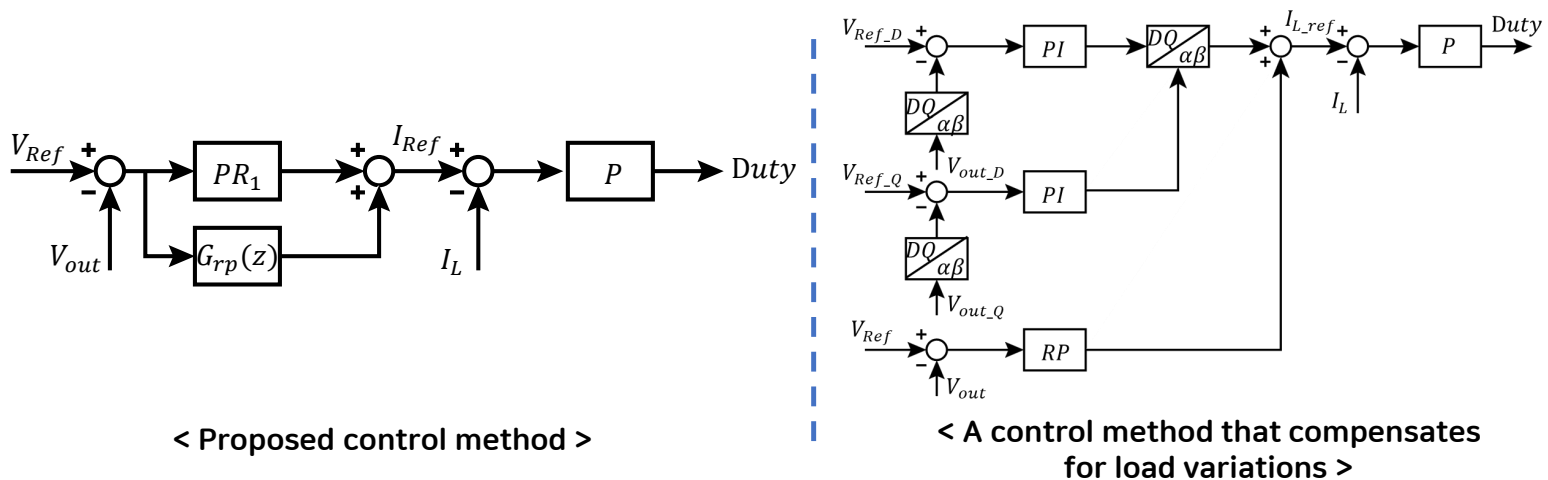 V_Ref
+
−
V_out
PR_1
G_rp(z)
+
+
I_Ref
+
−
I_L
P
Duty
< Proposed control method >
V_Ref_D
+
−
PI
DQ
αβ
+
+
I_L_ref
+
−
I_L
P
Duty
DQ
αβ
V_out_D
V_Ref_Q
+
−
PI
DQ
αβ
V_out_Q
V_Ref
+
−
RP
V_out
< A control method that compensates
for load variations >